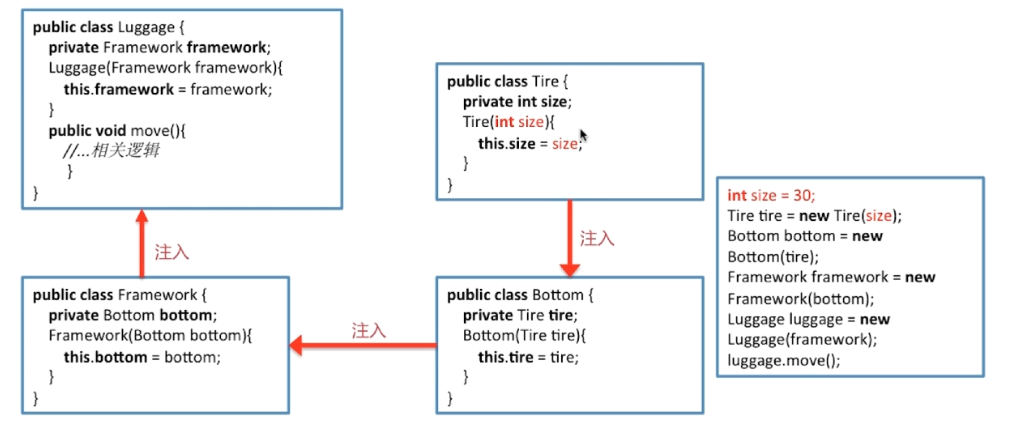 public class Luggage {
private Framework framework;
Luggage(Framework framework){
this.framework = framework;
}
public void move(){
//...相关逻辑
}
}
注入
public class Framework {
private Bottom bottom;
Framework(Bottom bottom){
this.bottom = bottom;
}
}
注入
public class Tire {
private int size;
Tire(int size){
this.size = size;
}
}
注入
public class Bottom {
private Tire tire;
Bottom(Tire tire){
this.tire = tire;
}
}
int size = 30;
Tire tire = new Tire(size);
Bottom bottom = new
Bottom(tire);
Framework framework = new
Framework(bottom);
Luggage luggage = new
Luggage(framework);
luggage.move();